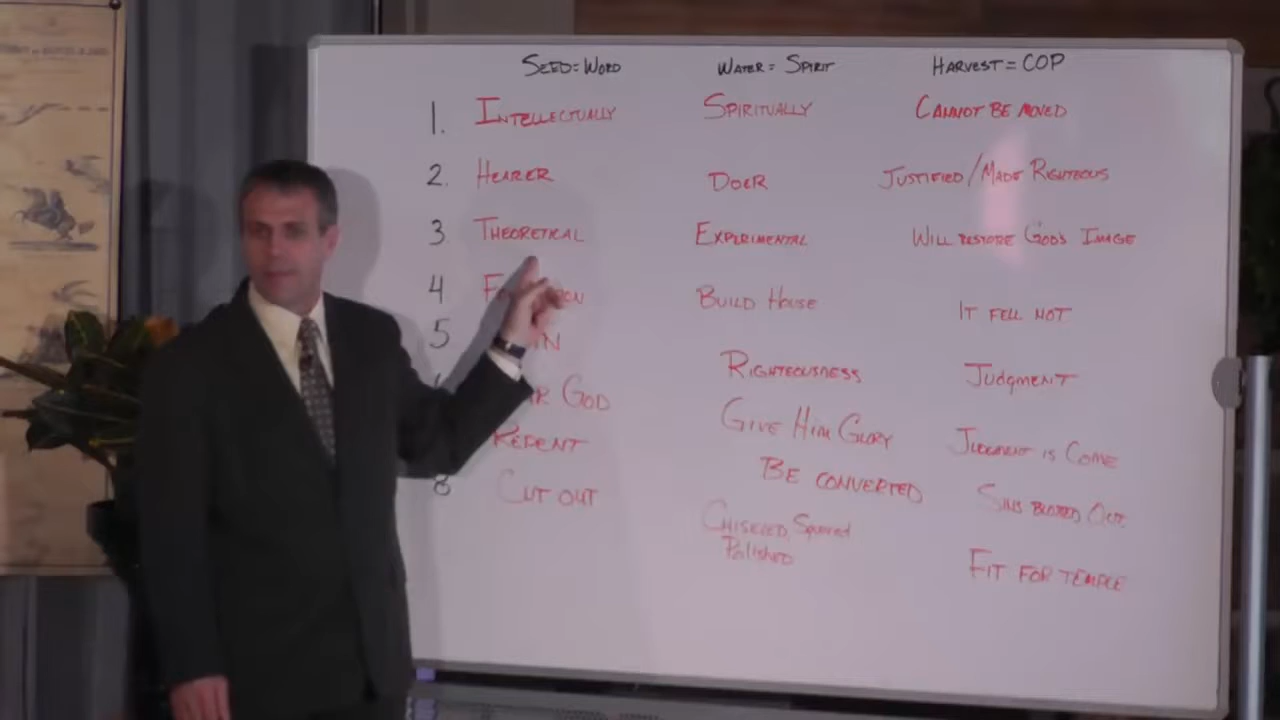 SEED = WORD WATER = SPIRIT HARVEST = COP
1. INTELLECTUALLY SPIRITUALLY CANNOT BE MOVED
2. HEARER DOER JUSTIFIED/MADE RIGHTEOUS
3 THEORETICAL EXPERIMENTAL WILL RESTORE GOD'S IMAGE
4 BUILD HOUSE IT FELL NOT
5 RIGHTEOUSNESS JUDGMENT
GOD GIVE HIM GLORY JUDGMENT IS COME
REPENT BE CONVERTED SINS BLOTTED OUT
8 CUT OUT CHISELED, Squared FIT FOR TEMPLE
Polished